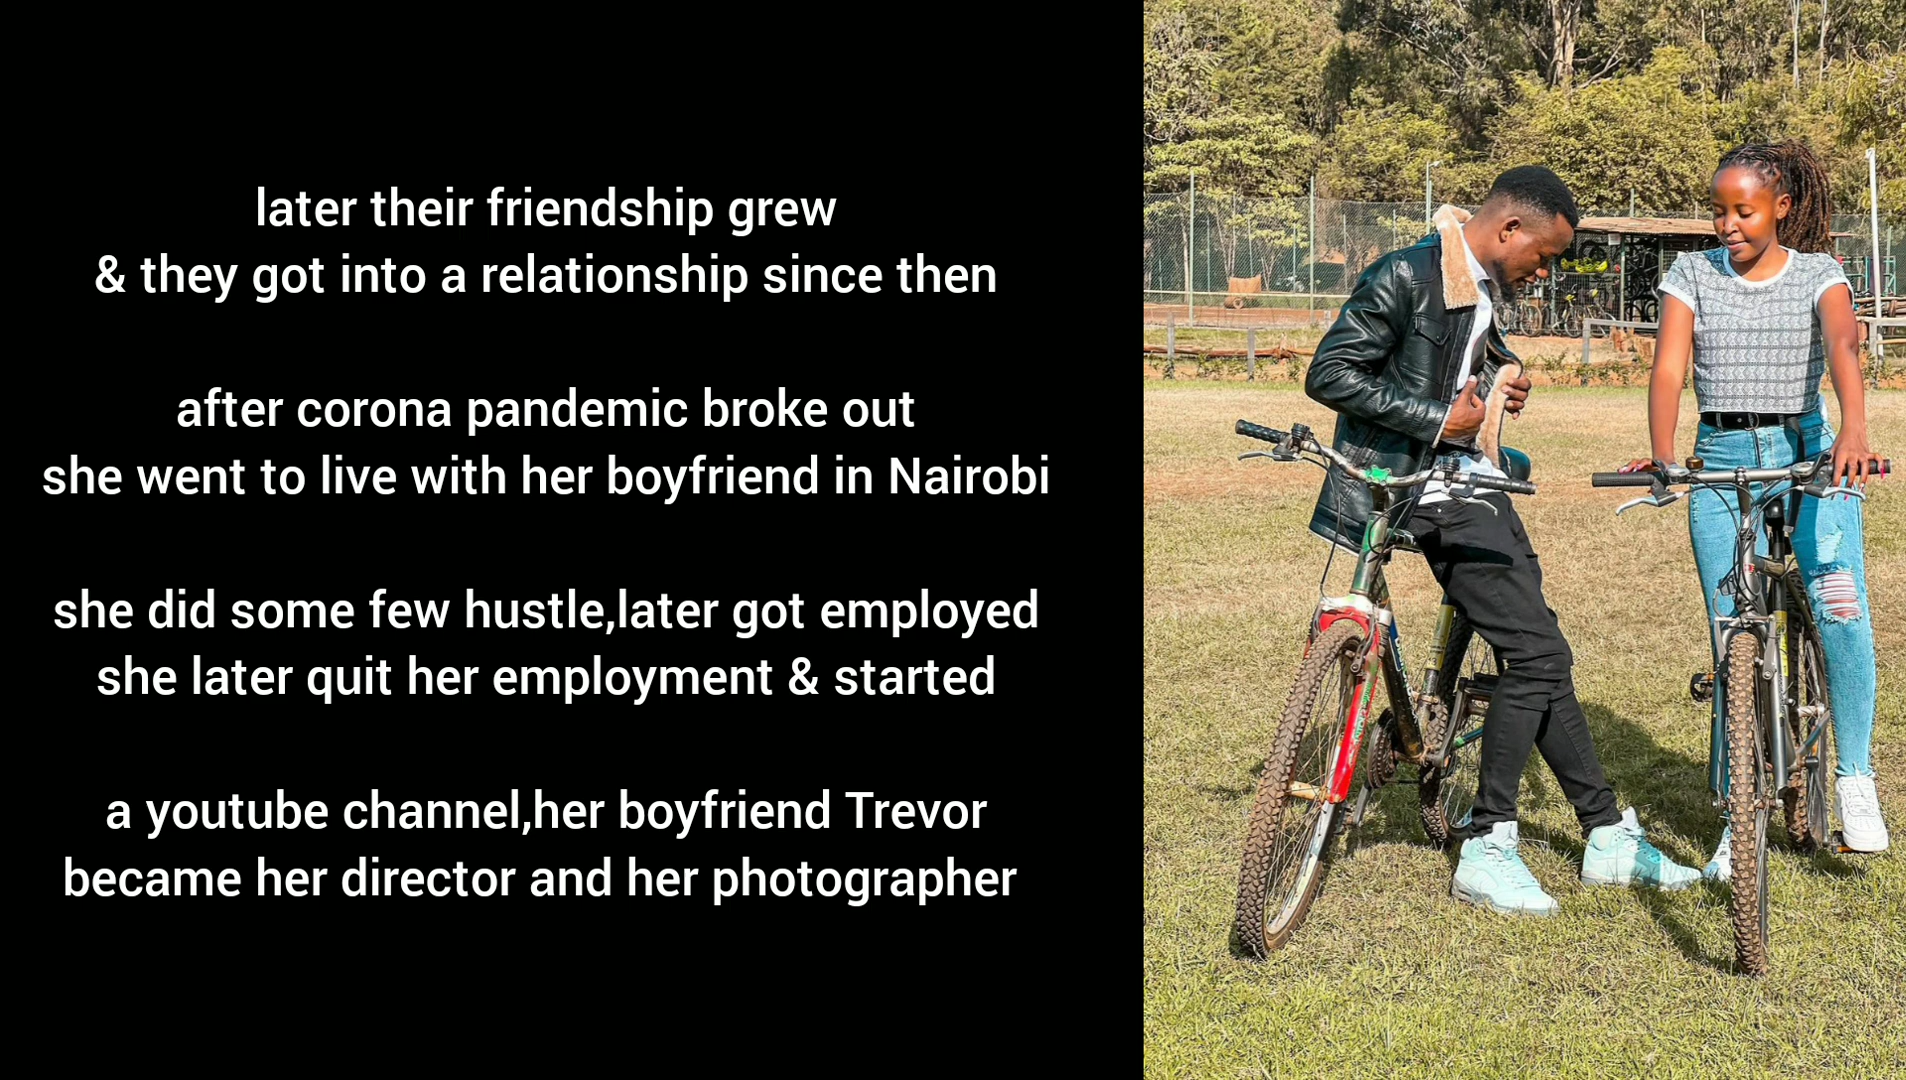 later their friendship grew
& they got into a relationship since then
after corona pandemic broke out
she went to live with her boyfriend in Nairobi
she did some few hustle,later got employed
she later quit her employment & started
a youtube channel,her boyfriend Trevor
became her director and her photographer